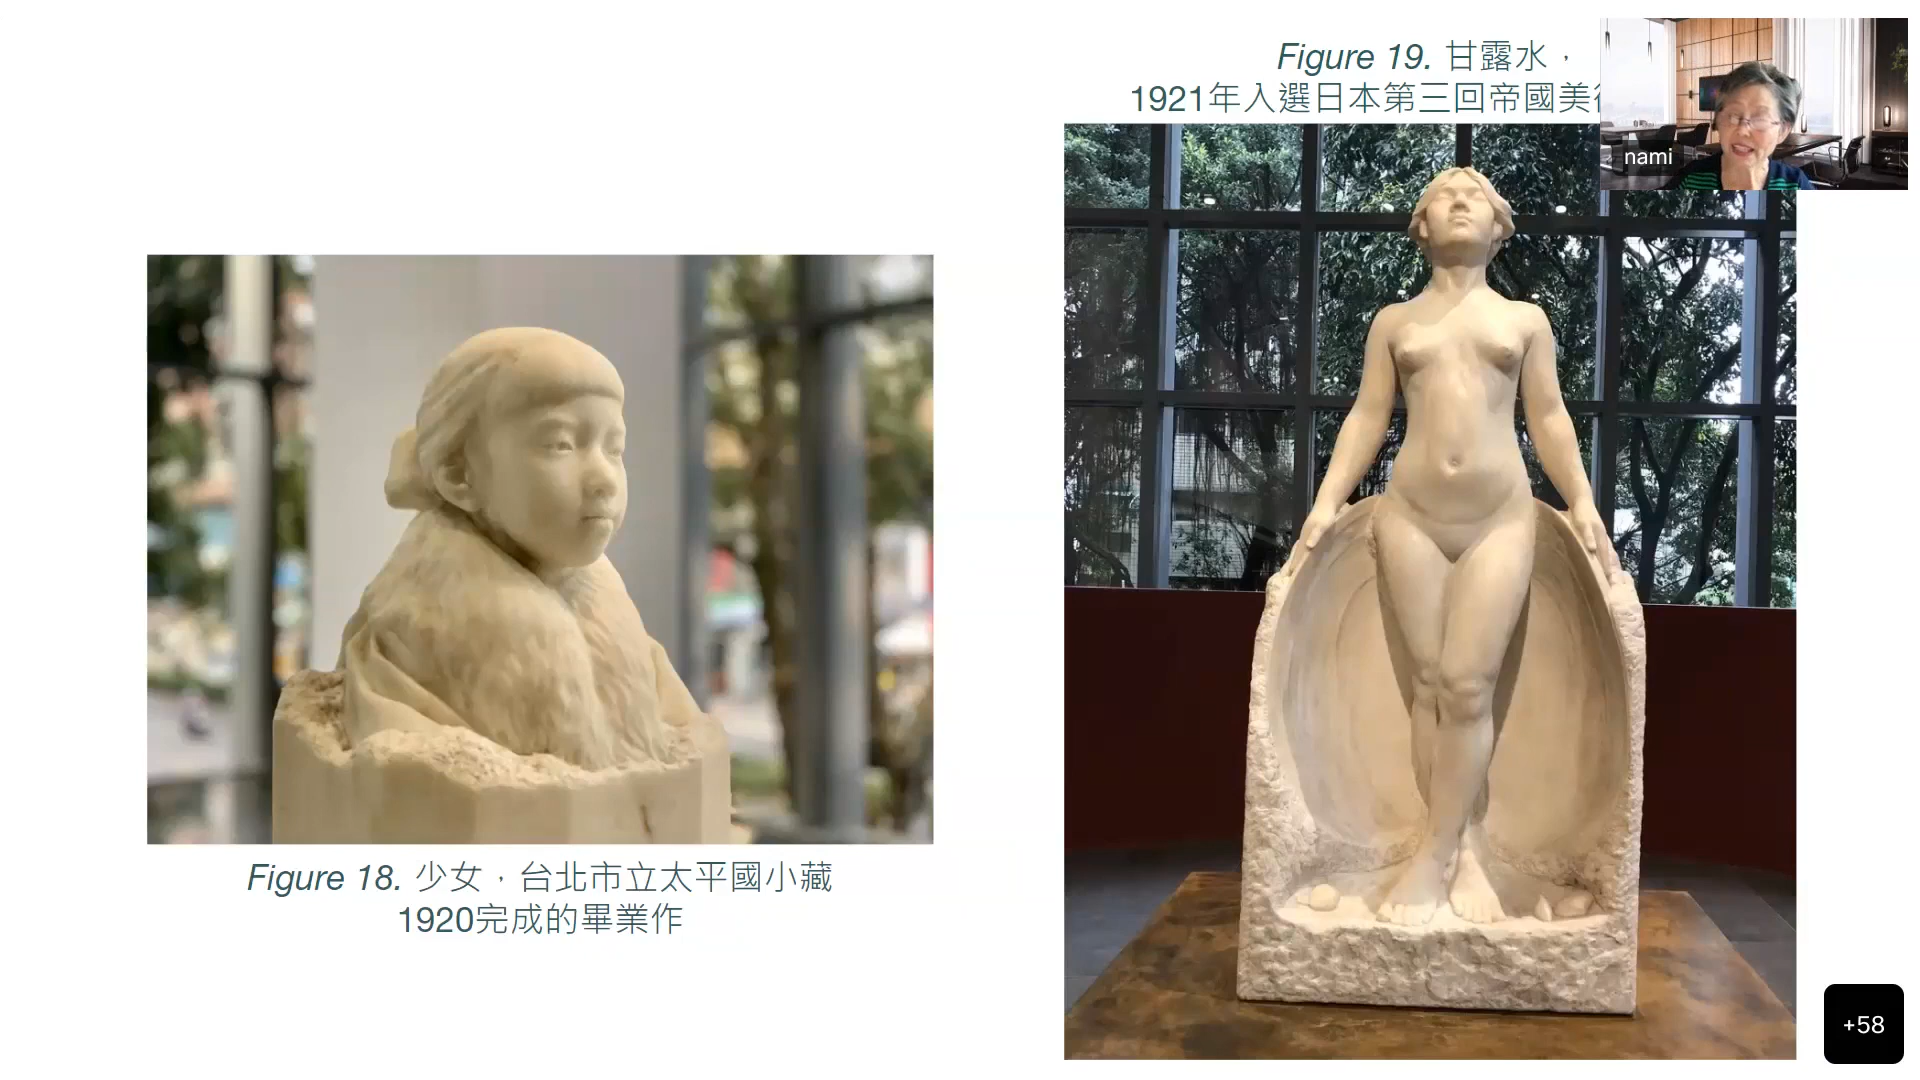 Figure 19. 甘露水，
1921年入選日本第三回帝國美
nami
Figure 18. 少女，台北市立太平國小藏
1920完成的畢業作
+58